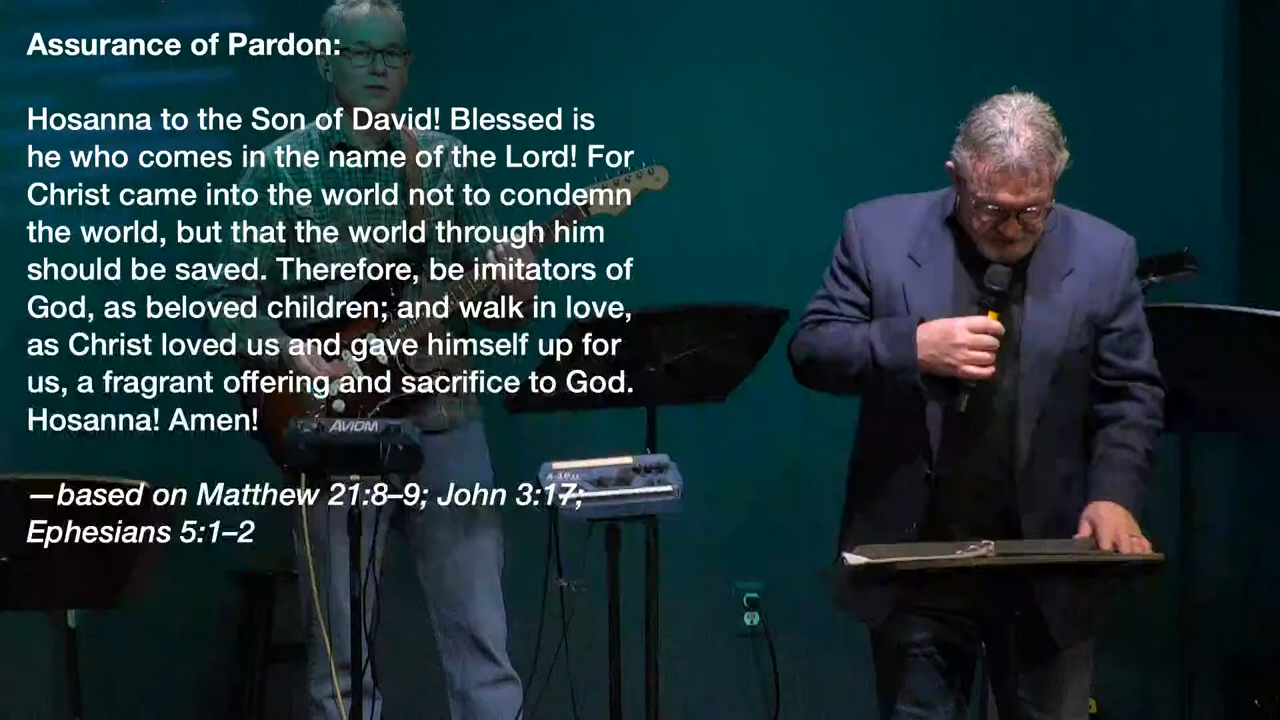 Assurance of Pardon:
Hosanna to the Son of David! Blessed is
he who comes in the name of the Lord! For
Christ came into the world not to condemn
the world, but that the world through him
should be saved. Therefore, be imitators of
God, as beloved children; and walk in love,
as Christ loved us and gave himself up for
us, a fragrant offering and sacrifice to God.
Hosanna! Amen!
AVIOM
—based on Matthew 21:8–9; John 3:17;
Ephesians 5:1–2